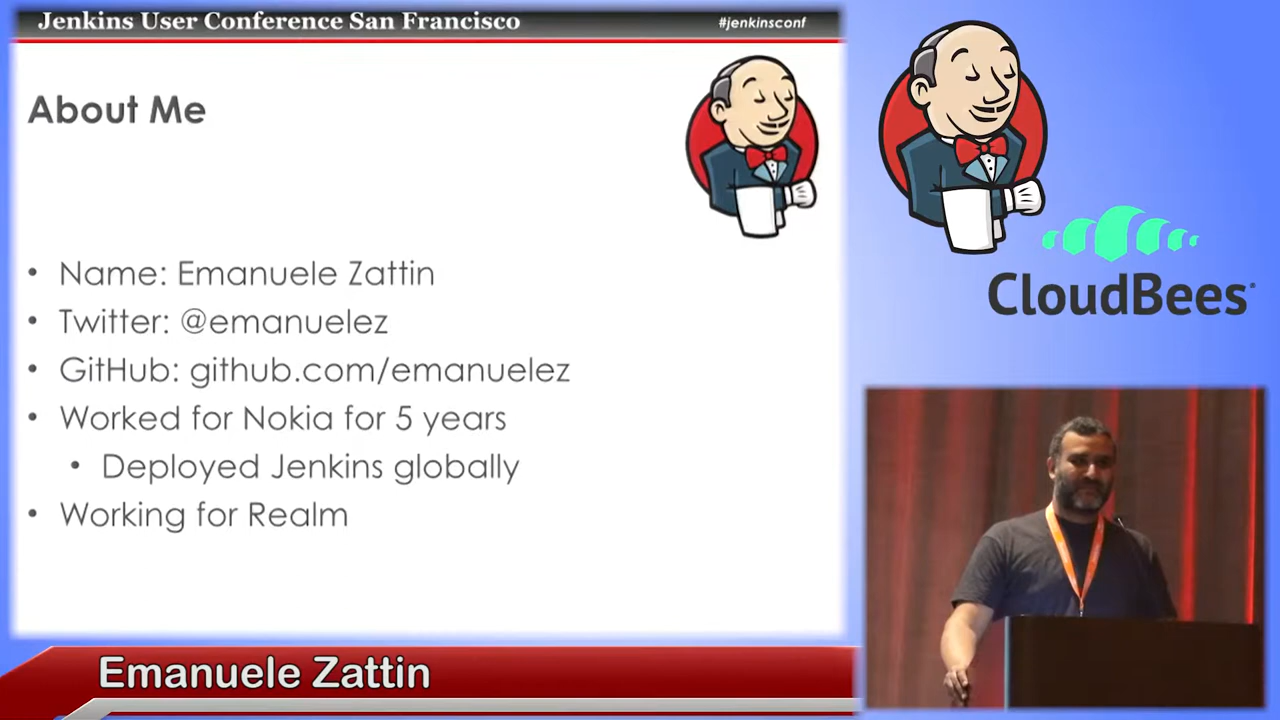 Jenkins User Conference San Francisco
#jenkinsconf
About Me
• Name: Emanuele Zattin
• Twitter: @emanuelez
• GitHub: github.com/emanuelez
• Worked for Nokia for 5 years
• Deployed Jenkins globally
• Working for Realm
CloudBees
Emanuele Zattin